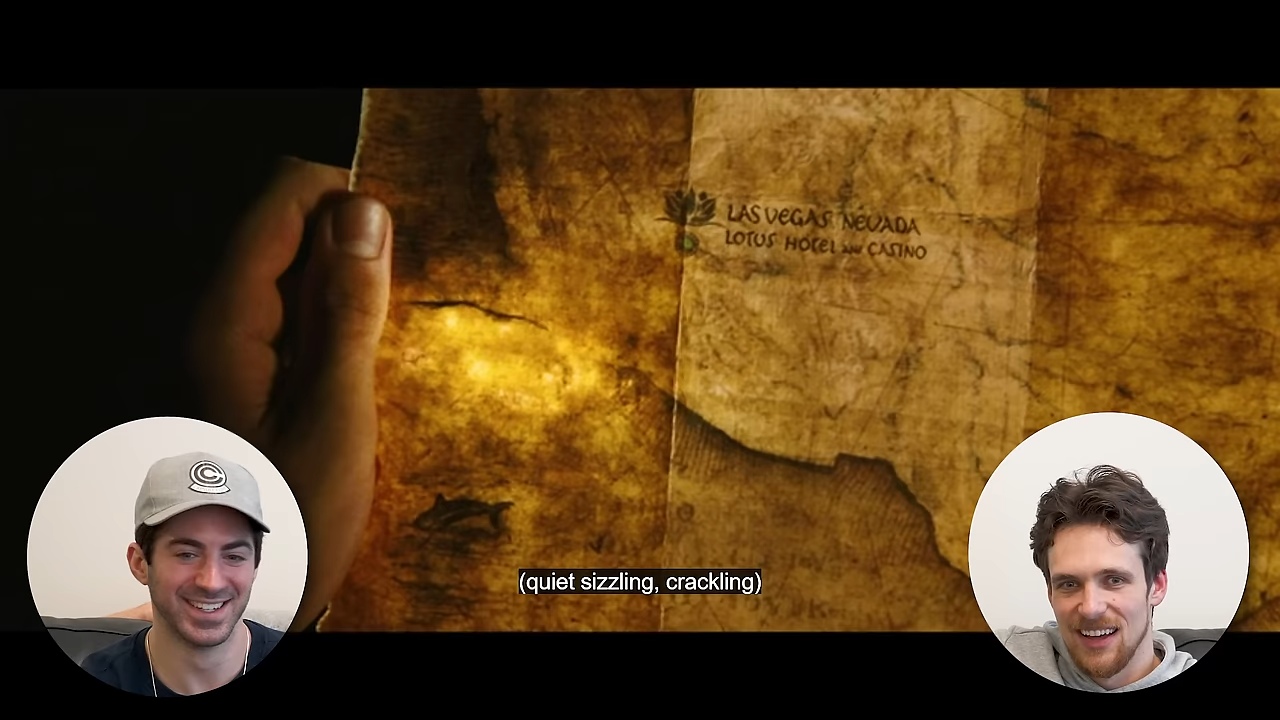 LAS VEGAS NEVADA
LOTUS HOTEL AND CASINO
(quiet sizzling, crackling)